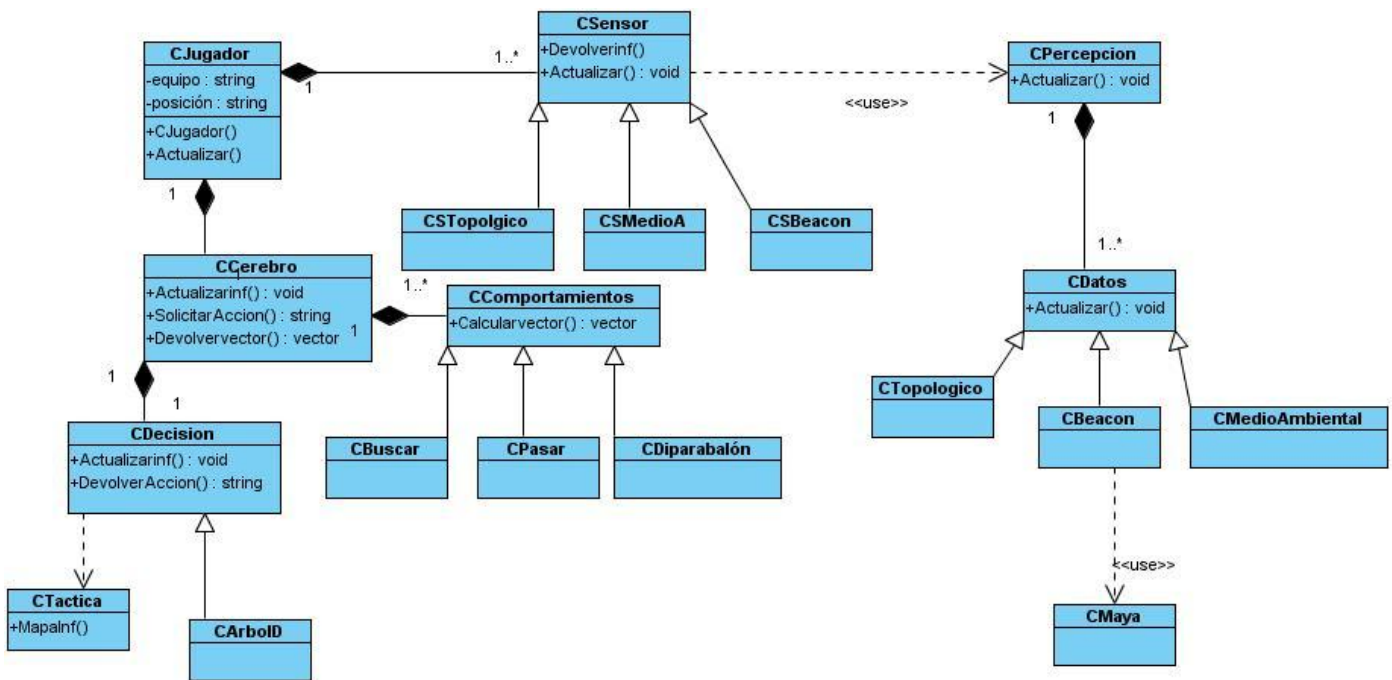 CJugador
-equipo : string
-posición : string
+CJugador()
+Actualizar()
1
1..*
CSensor
+Devolverinf()
+Actualizar() : void
<<use>>
CPercepcion
+Actualizar() : void
1
1..*
CSTopolgico
CSMedioA
CSBeacon
1
CCerebro
+Actualizarinf() : void
+SolicitarAccion() : string
+Devolvervector() : vector
1
1..*
CComportamientos
+Calcularvector() : vector
CDatos
+Actualizar() : void
CTopologico
CBeacon
CMedioAmbiental
1
1
CDecision
+Actualizarinf() : void
+DevolverAccion() : string
CBuscar
CPasar
CDiparabalón
<<use>>
CTactica
+MapaInf()
CArbolD
CMaya